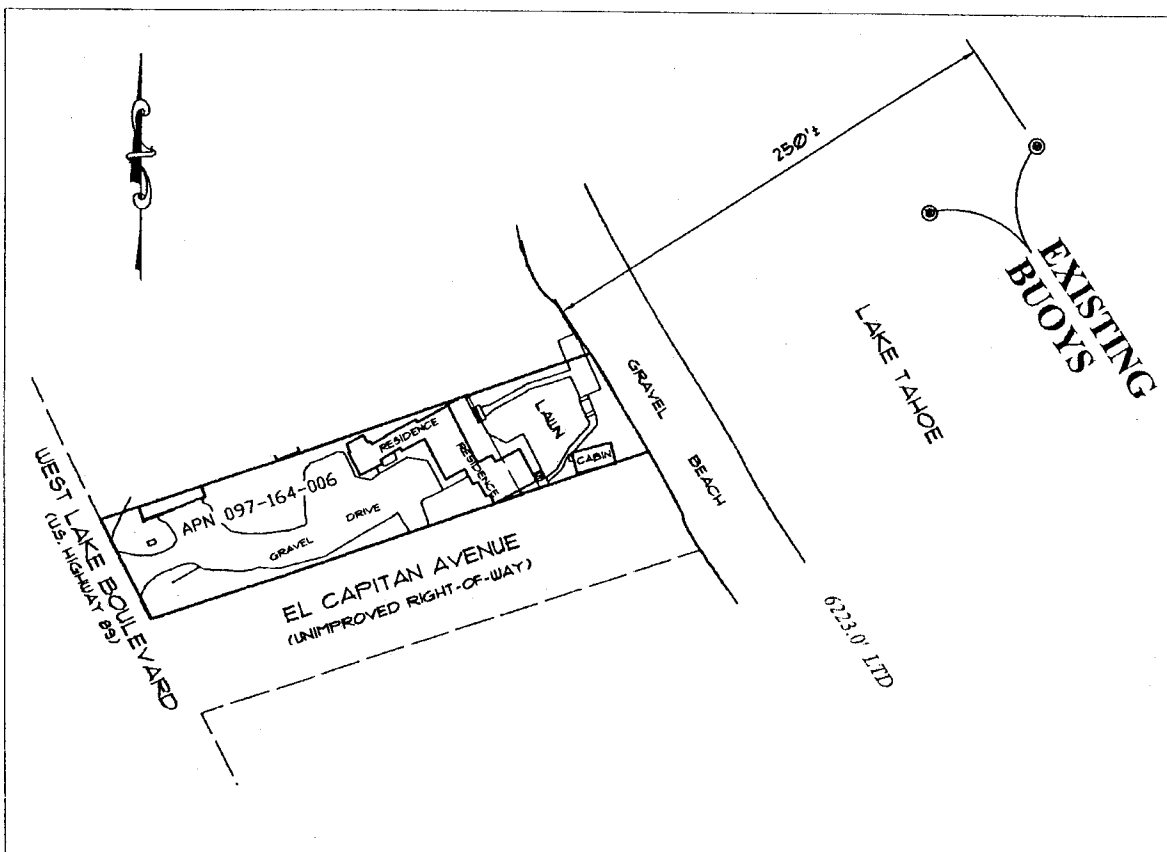 250'±
EXISTING
BUOYS
LAKE TAHOE
GRAVEL
BEACH
LAWN
RESIDENCE
RESIDENCE
CABIN
APN 097-164-006
DRIVE
GRAVEL
WEST LAKE BOULEVARD
(U.S. HIGHWAY 89)
EL CAPITAN AVENUE
(UNIMPROVED RIGHT-OF-WAY)
6223.0' LTD